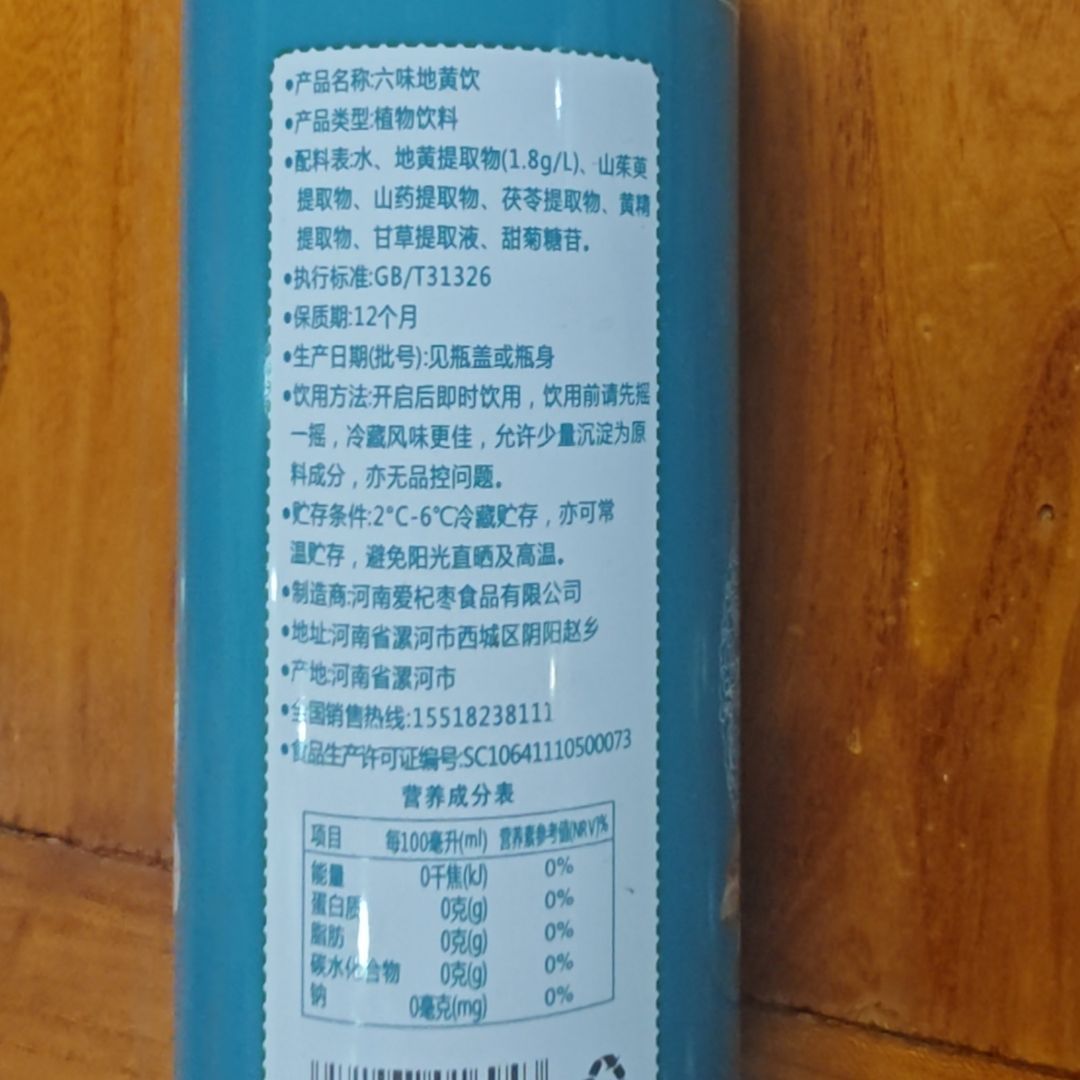 •产品名称:六味地黄饮
•产品类型:植物饮料
•配料表:水、地黄提取物(1.8g/L)、山茱萸
提取物、山药提取物、茯苓提取物、黄精
提取物、甘草提取液、甜菊糖苷。
•执行标准:GB/T31326
•保质期:12个月
•生产日期(批号):见瓶盖或瓶身
•饮用方法:开启后即时饮用，饮用前请先摇
一摇，冷藏风味更佳，允许少量沉淀为原
料成分，亦无品控问题。
•贮存条件:2°C-6℃冷藏贮存，亦可常
温贮存，避免阳光直晒及高温。
•制造商:河南爱杞枣食品有限公司
•地址:河南省漯河市西城区阴阳赵乡
•产地:河南省漯河市
•全国销售热线:15518238111
•食品生产许可证编号:SC10641110500073
营养成分表
项目 每100毫升(ml) 营养素参考值(NRV)%
能量 0千焦(kJ) 0%
蛋白质 0克(g) 0%
脂肪 0克(g) 0%
碳水化合物 0克(g) 0%
钠 0毫克(mg) 0%